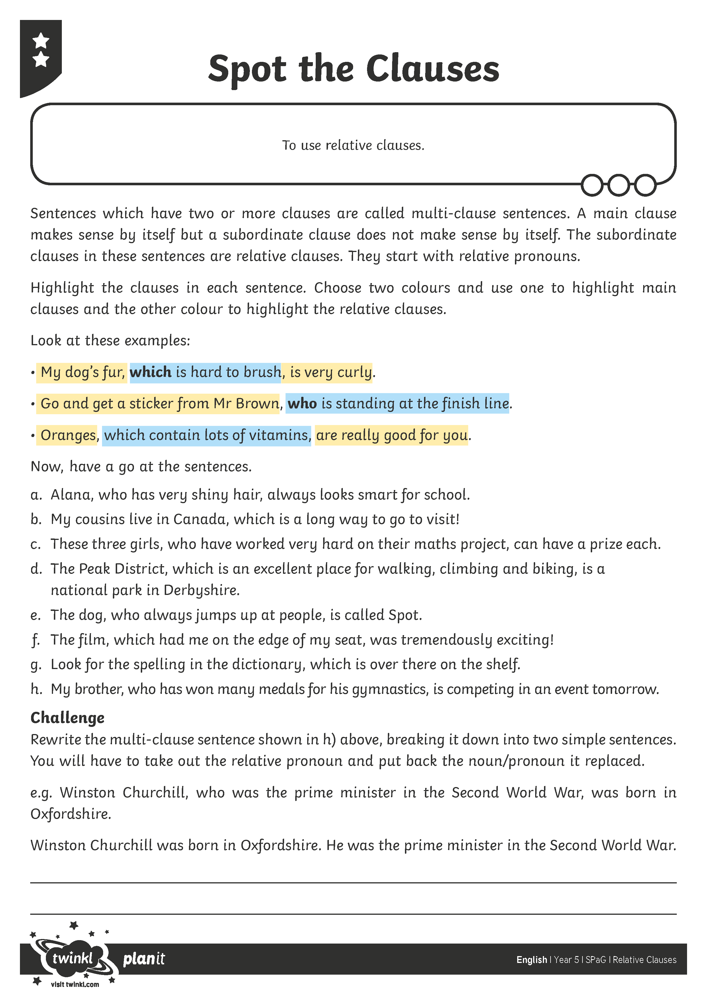 Spot the Clauses
To use relative clauses.
Sentences which have two or more clauses are called multi-clause sentences. A main clause
makes sense by itself but a subordinate clause does not make sense by itself. The subordinate
clauses in these sentences are relative clauses. They start with relative pronouns.
Highlight the clauses in each sentence. Choose two colours and use one to highlight main
clauses and the other colour to highlight the relative clauses.
Look at these examples:
• My dog’s fur, which is hard to brush, is very curly.
• Go and get a sticker from Mr Brown, who is standing at the finish line.
• Oranges, which contain lots of vitamins, are really good for you.
Now, have a go at the sentences.
a. Alana, who has very shiny hair, always looks smart for school.
b. My cousins live in Canada, which is a long way to go to visit!
c. These three girls, who have worked very hard on their maths project, can have a prize each.
d. The Peak District, which is an excellent place for walking, climbing and biking, is a
national park in Derbyshire.
e. The dog, who always jumps up at people, is called Spot.
f. The film, which had me on the edge of my seat, was tremendously exciting!
g. Look for the spelling in the dictionary, which is over there on the shelf.
h. My brother, who has won many medals for his gymnastics, is competing in an event tomorrow.
Challenge
Rewrite the multi-clause sentence shown in h) above, breaking it down into two simple sentences.
You will have to take out the relative pronoun and put back the noun/pronoun it replaced.
e.g. Winston Churchill, who was the prime minister in the Second World War, was born in
Oxfordshire.
Winston Churchill was born in Oxfordshire. He was the prime minister in the Second World War.
twinkl planit
English | Year 5 | SPaG | Relative Clauses
visit twinkl.com